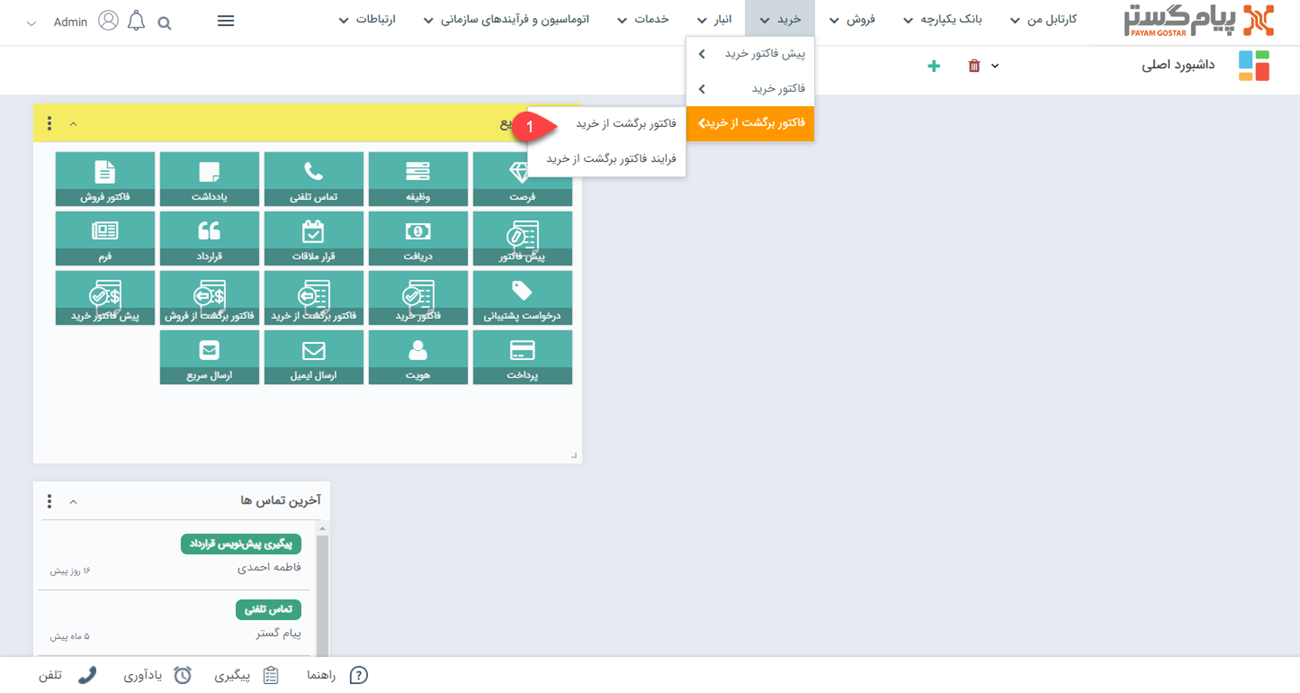 پیام گستر
PAYAM GOSTAR
کارتابل من
بانک یکپارچه
فروش
خرید
انبار
خدمات
اتوماسیون و فرآیندهای سازمانی
ارتباطات
Admin
داشبورد اصلی
پیش فاکتور خرید
فاکتور خرید
فاکتور برگشت از خرید
فاکتور برگشت از خرید
1
فرایند فاکتور برگشت از خرید
فرصت
وظیفه
تماس تلفنی
یادداشت
فاکتور فروش
پیش فاکتور
دریافت
قرار ملاقات
قرارداد
فرم
درخواست پشتیبانی
فاکتور خرید
فاکتور برگشت از خرید
فاکتور برگشت از فروش
پیش فاکتور خرید
پرداخت
هویت
ارسال ایمیل
ارسال سریع
آخرین تماس ها
پیگیری پیش‌نویس قرارداد
فاطمه احمدی
۱۶ روز پیش
تماس تلفنی
پیام گستر
۵ ماه پیش
راهنما
پیگیری
یادآوری
تلفن